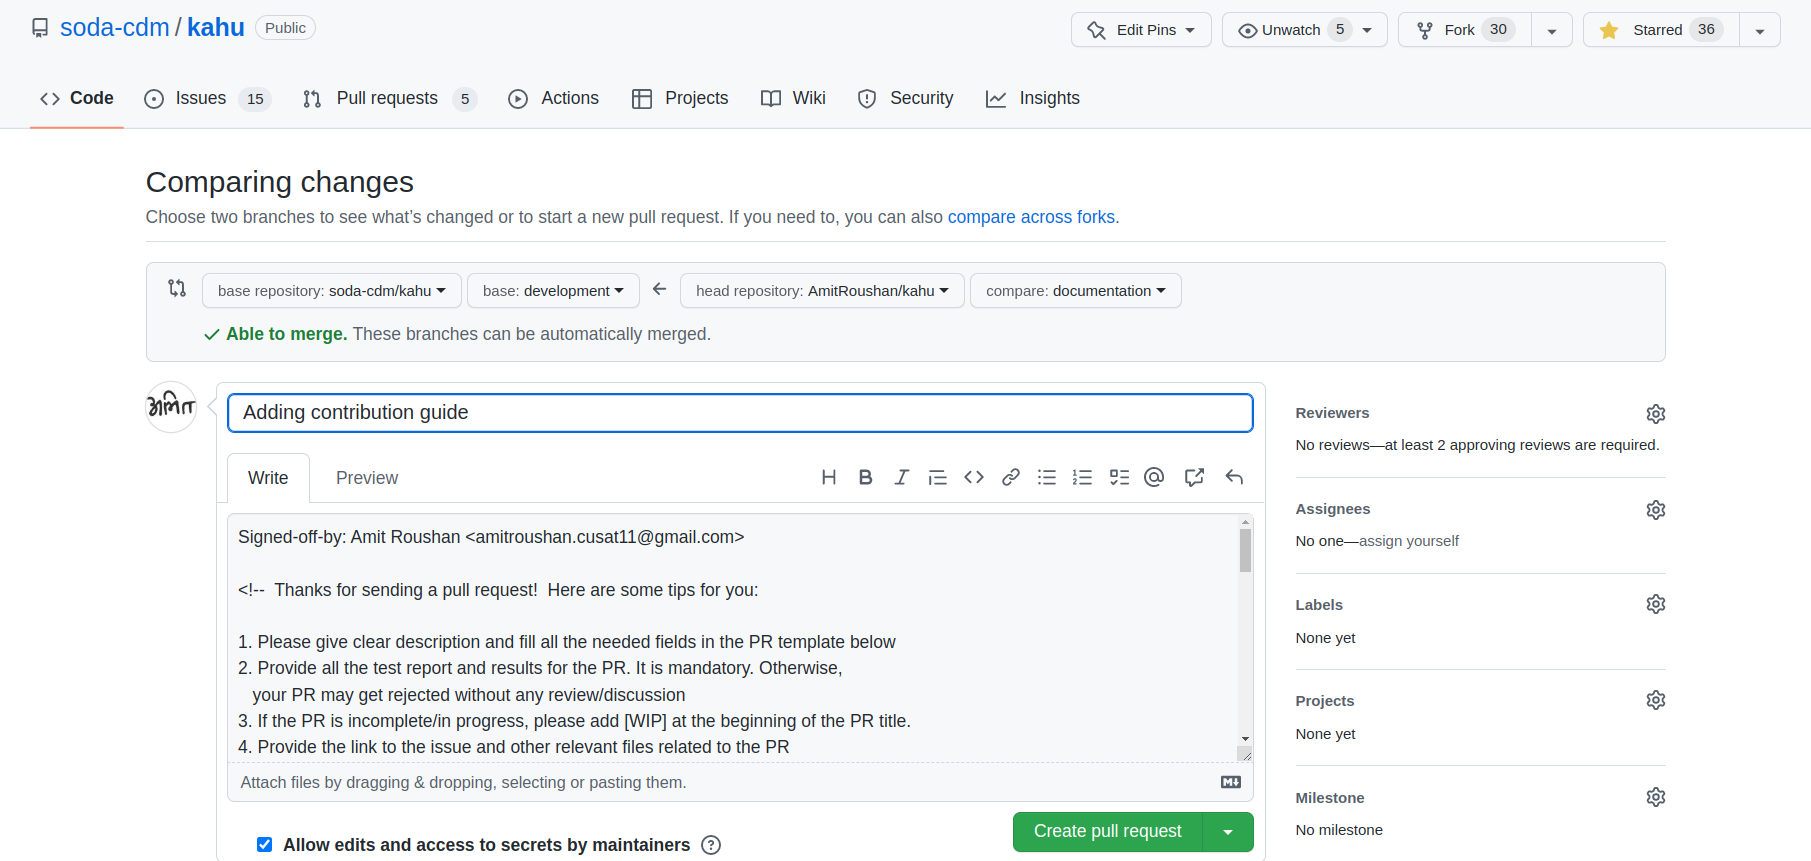 soda-cdm / kahu Public
Edit Pins Unwatch 5 Fork 30 Starred 36
Code Issues 15 Pull requests 5 Actions Projects Wiki Security Insights
Comparing changes
Choose two branches to see what's changed or to start a new pull request. If you need to, you can also compare across forks.
base repository: soda-cdm/kahu base: development head repository: AmitRoushan/kahu compare: documentation
Able to merge. These branches can be automatically merged.
अमित
Adding contribution guide
Write Preview
Signed-off-by: Amit Roushan <amitroushan.cusat11@gmail.com>
<!--  Thanks for sending a pull request!  Here are some tips for you:
1. Please give clear description and fill all the needed fields in the PR template below
2. Provide all the test report and results for the PR. It is mandatory. Otherwise,
your PR may get rejected without any review/discussion
3. If the PR is incomplete/in progress, please add [WIP] at the beginning of the PR title.
4. Provide the link to the issue and other relevant files related to the PR
Attach files by dragging & dropping, selecting or pasting them.
Allow edits and access to secrets by maintainers
Create pull request
Reviewers
No reviews—at least 2 approving reviews are required.
Assignees
No one—assign yourself
Labels
None yet
Projects
None yet
Milestone
No milestone